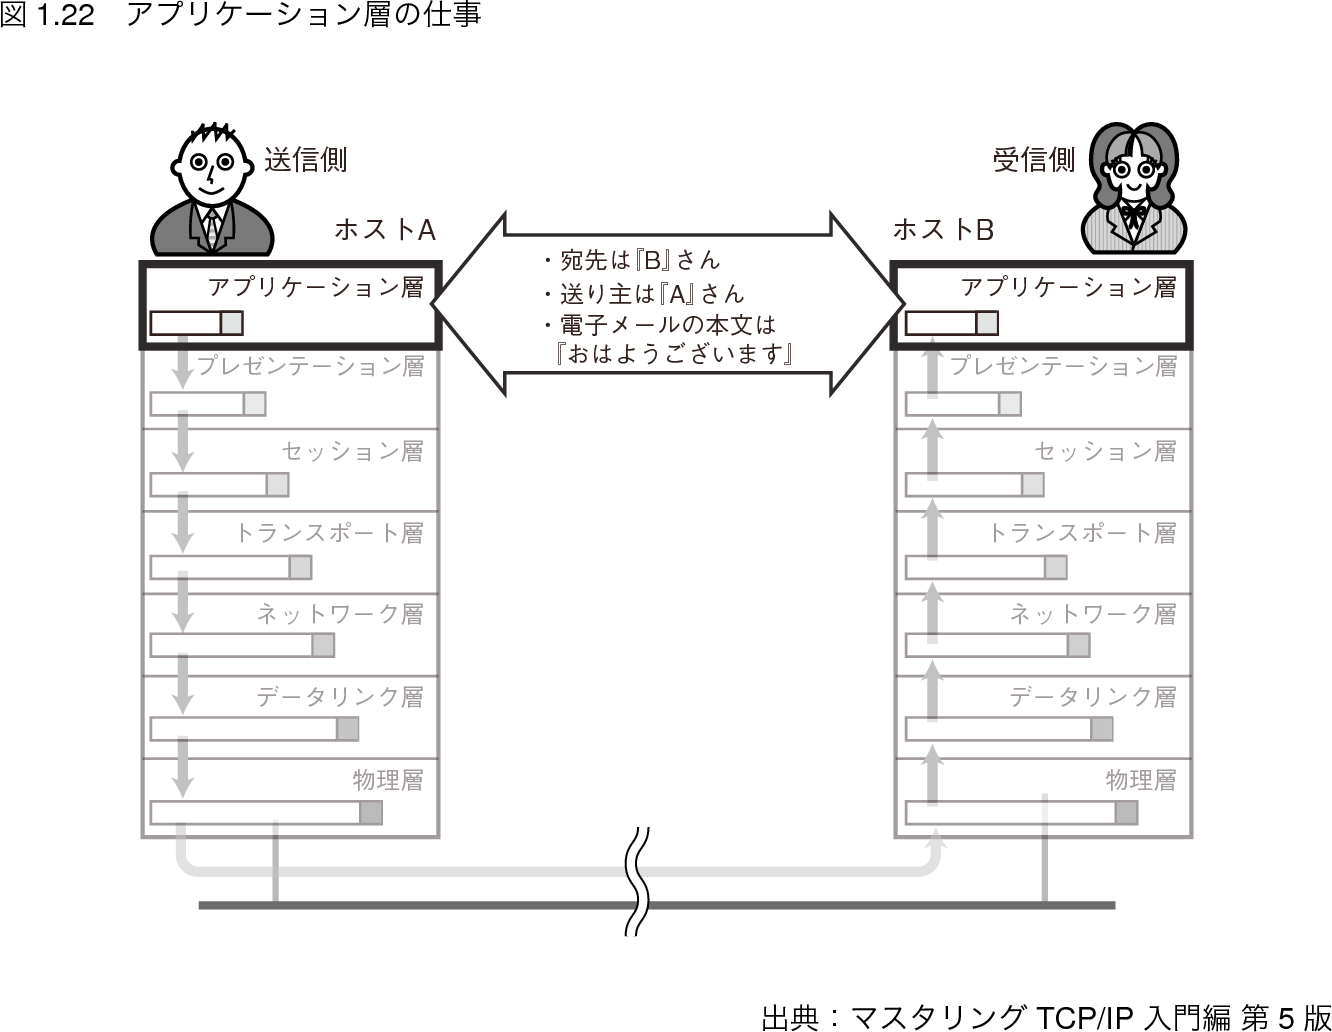 図 1.22　アプリケーション層の仕事
送信側
受信側
ホストA
ホストB
・宛先は『B』さん
・送り主は『A』さん
・電子メールの本文は
『おはようございます』
アプリケーション層
プレゼンテーション層
セッション層
トランスポート層
ネットワーク層
データリンク層
物理層
アプリケーション層
プレゼンテーション層
セッション層
トランスポート層
ネットワーク層
データリンク層
物理層
出典：マスタリング TCP/IP 入門編 第 5 版